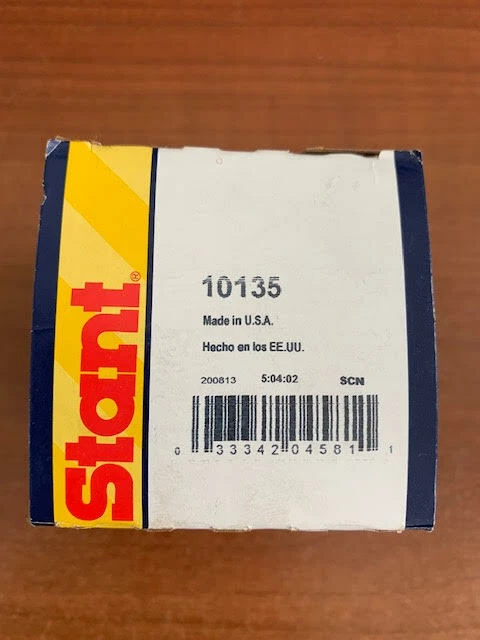 Stant®
10135
Made in U.S.A.
Hecho en los EE.UU.
200813 5:04:02 SCN
0 33342 04581 1